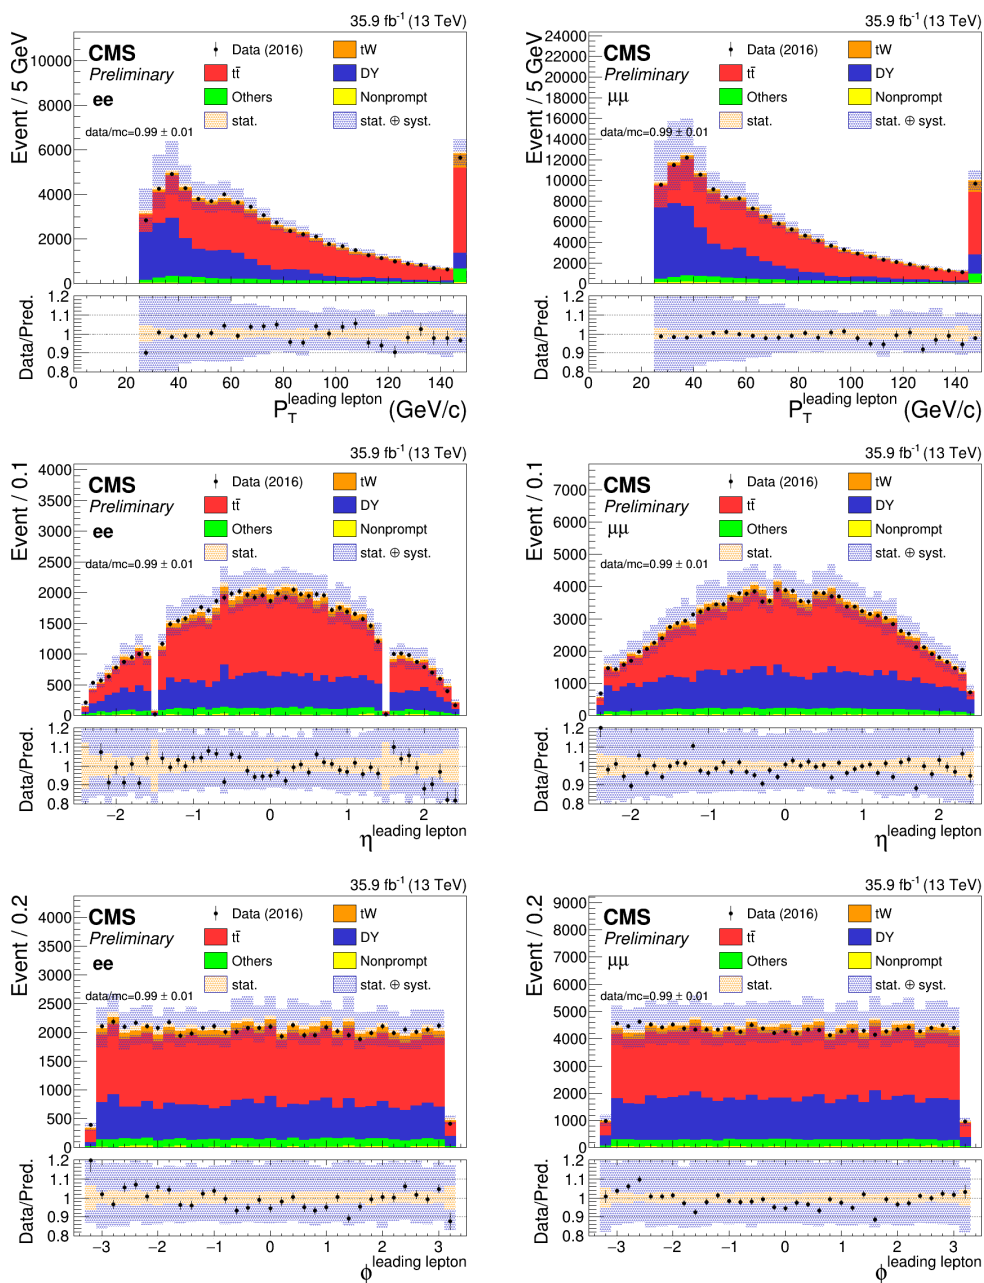 35.9 fb⁻¹ (13 TeV)
CMS
Preliminary
ee
data/mc=0.99 ± 0.01
Data (2016)
tt̄
Others
stat.
tW
DY
Nonprompt
stat. ⊕ syst.
Event / 5 GeV
10000
8000
6000
4000
2000
0
Data/Pred.
1.2
1.1
1
0.9
0.8
0 20 40 60 80 100 120 140
P_T^leading lepton (GeV/c)
35.9 fb⁻¹ (13 TeV)
CMS
Preliminary
μμ
data/mc=0.99 ± 0.01
Data (2016)
tt̄
Others
stat.
tW
DY
Nonprompt
stat. ⊕ syst.
Event / 5 GeV
24000
22000
20000
18000
16000
14000
12000
10000
8000
6000
4000
2000
0
Data/Pred.
1.2
1.1
1
0.9
0.8
0 20 40 60 80 100 120 140
P_T^leading lepton (GeV/c)
35.9 fb⁻¹ (13 TeV)
CMS
Preliminary
ee
data/mc=0.99 ± 0.01
Data (2016)
tt̄
Others
stat.
tW
DY
Nonprompt
stat. ⊕ syst.
Event / 0.1
4000
3500
3000
2500
2000
1500
1000
500
0
Data/Pred.
1.2
1.1
1
0.9
0.8
−2 −1 0 1 2
η^leading lepton
35.9 fb⁻¹ (13 TeV)
CMS
Preliminary
μμ
data/mc=0.99 ± 0.01
Data (2016)
tt̄
Others
stat.
tW
DY
Nonprompt
stat. ⊕ syst.
Event / 0.1
7000
6000
5000
4000
3000
2000
1000
0
Data/Pred.
1.2
1.1
1
0.9
0.8
−2 −1 0 1 2
η^leading lepton
35.9 fb⁻¹ (13 TeV)
CMS
Preliminary
ee
data/mc=0.99 ± 0.01
Data (2016)
tt̄
Others
stat.
tW
DY
Nonprompt
stat. ⊕ syst.
Event / 0.2
4000
3500
3000
2500
2000
1500
1000
500
0
Data/Pred.
1.2
1.1
1
0.9
0.8
−3 −2 −1 0 1 2 3
ϕ^leading lepton
35.9 fb⁻¹ (13 TeV)
CMS
Preliminary
μμ
data/mc=0.99 ± 0.01
Data (2016)
tt̄
Others
stat.
tW
DY
Nonprompt
stat. ⊕ syst.
Event / 0.2
9000
8000
7000
6000
5000
4000
3000
2000
1000
0
Data/Pred.
1.2
1.1
1
0.9
0.8
−3 −2 −1 0 1 2 3
ϕ^leading lepton